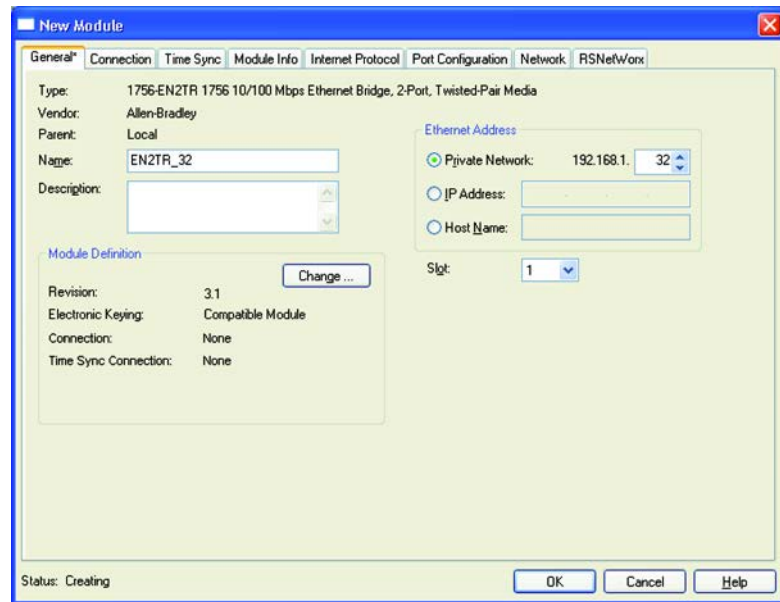 New Module
General* Connection Time Sync Module Info Internet Protocol Port Configuration Network RSNetWorx
Type: 1756-EN2TR 1756 10/100 Mbps Ethernet Bridge, 2-Port, Twisted-Pair Media
Vendor: Allen-Bradley
Parent: Local
Name: EN2TR_32
Description:
Ethernet Address
Private Network: 192.168.1. 32
IP Address:
Host Name:
Slot: 1
Module Definition
Change ...
Revision: 3.1
Electronic Keying: Compatible Module
Connection: None
Time Sync Connection: None
Status: Creating
OK Cancel Help